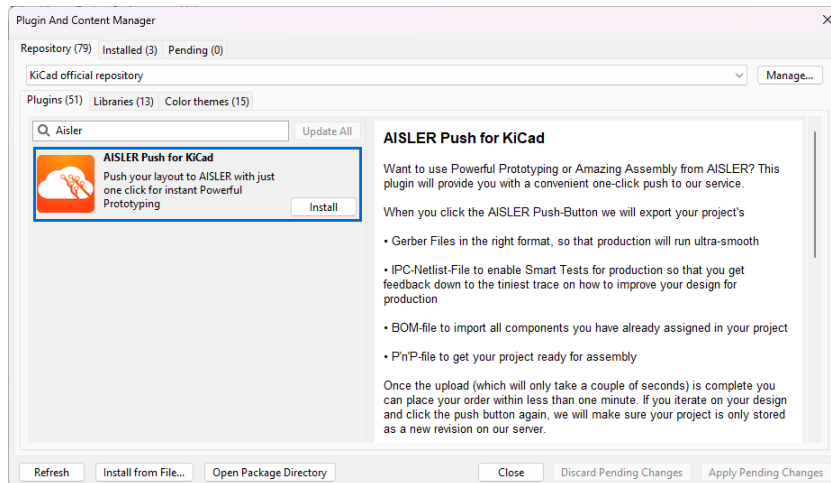 Plugin And Content Manager
Repository (79) Installed (3) Pending (0)
KiCad official repository
Manage...
Plugins (51) Libraries (13) Color themes (15)
Aisler
Update All
AISLER Push for KiCad
Push your layout to AISLER with just
one click for instant Powerful
Prototyping
Install
AISLER Push for KiCad
Want to use Powerful Prototyping or Amazing Assembly from AISLER? This
plugin will provide you with a convenient one-click push to our service.
When you click the AISLER Push-Button we will export your project's
• Gerber Files in the right format, so that production will run ultra-smooth
• IPC-Netlist-File to enable Smart Tests for production so that you get
feedback down to the tiniest trace on how to improve your design for
production
• BOM-file to import all components you have already assigned in your project
• P'n'P-file to get your project ready for assembly
Once the upload (which will only take a couple of seconds) is complete you
can place your order within less than one minute. If you iterate on your design
and click the push button again, we will make sure your project is only stored
as a new revision on our server.
Refresh Install from File... Open Package Directory Close Discard Pending Changes Apply Pending Changes